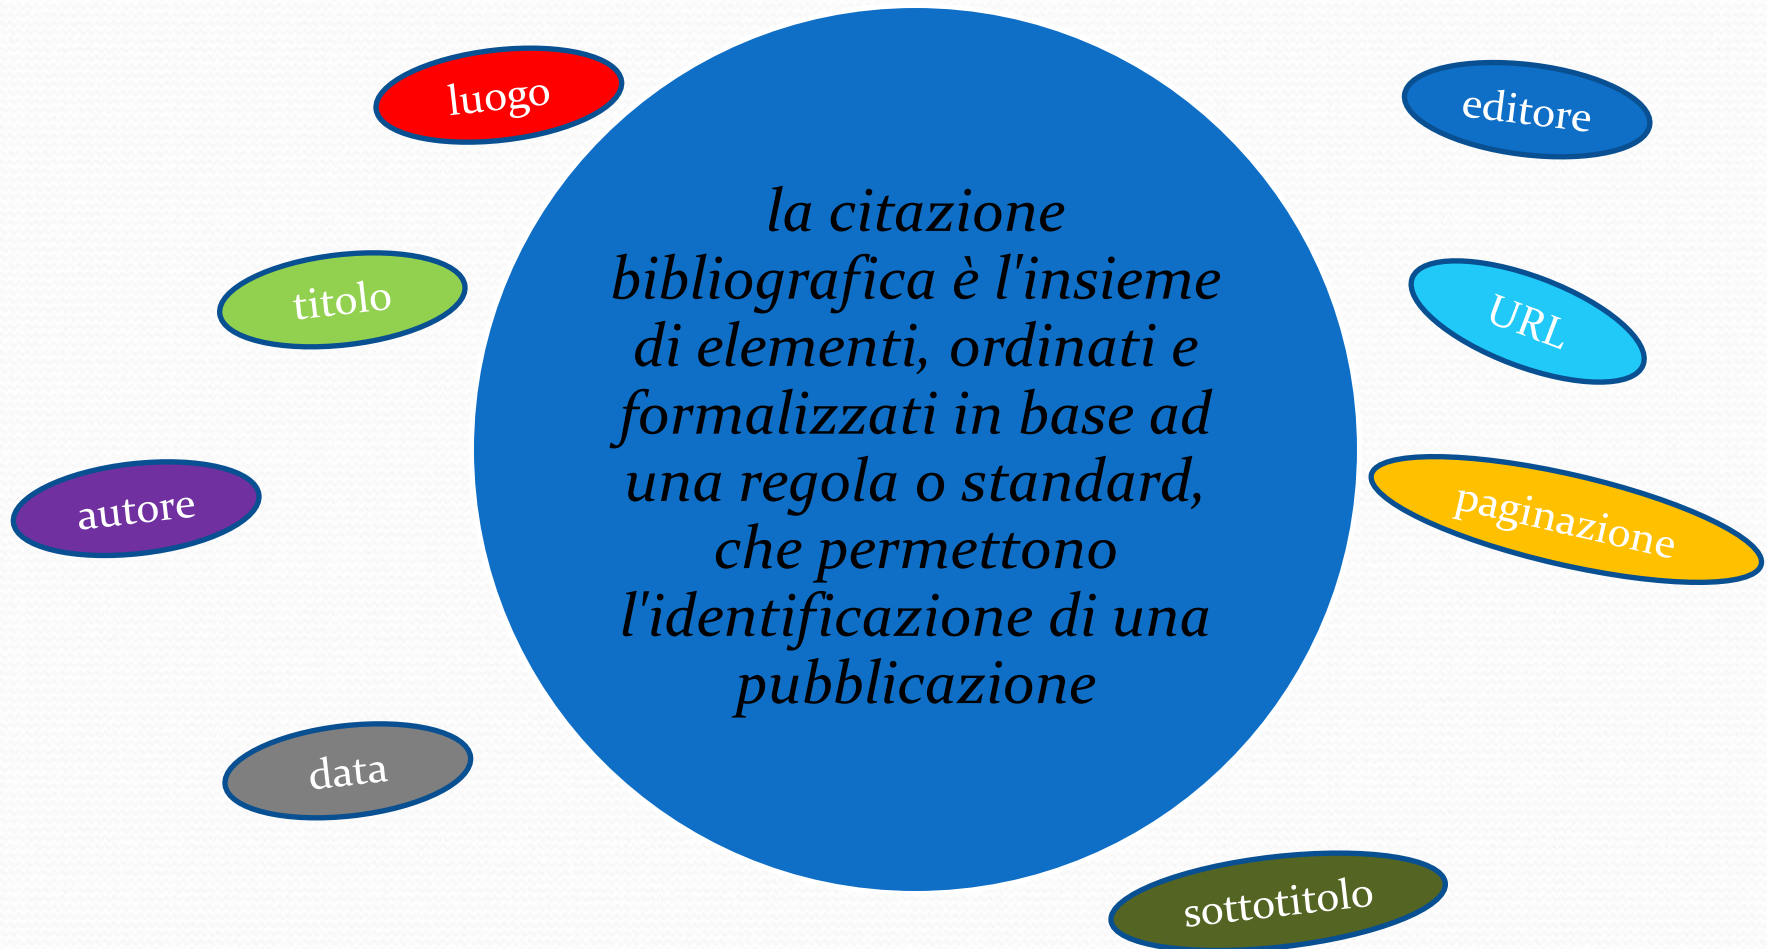 luogo
editore
la citazione
bibliografica è l'insieme
di elementi, ordinati e
formalizzati in base ad
una regola o standard,
che permettono
l'identificazione di una
pubblicazione
titolo
URL
autore
paginazione
data
sottotitolo